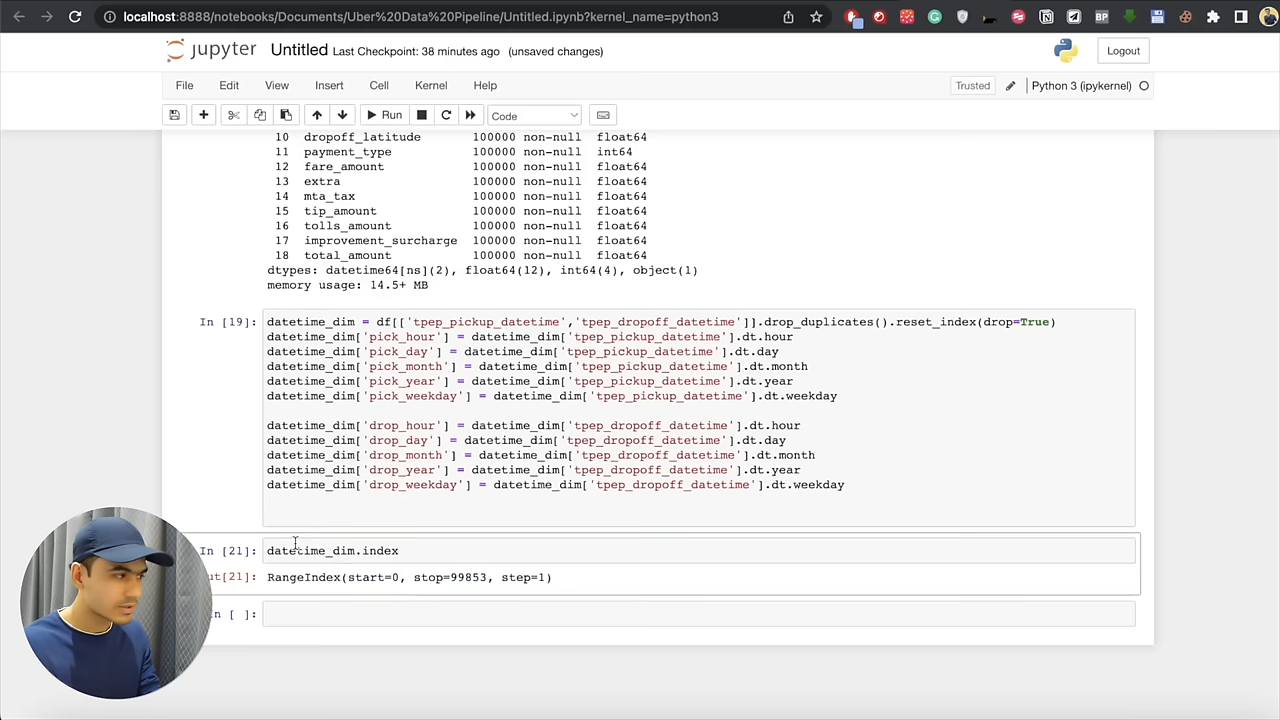 localhost:8888/notebooks/Documents/Uber%20Data%20Pipeline/Untitled.ipynb?kernel_name=python3
jupyter Untitled Last Checkpoint: 38 minutes ago (unsaved changes)
Logout
File Edit View Insert Cell Kernel Help
Trusted
Python 3 (ipykernel)
Run
Code
10 dropoff_latitude 100000 non-null float64
11 payment_type 100000 non-null int64
12 fare_amount 100000 non-null float64
13 extra 100000 non-null float64
14 mta_tax 100000 non-null float64
15 tip_amount 100000 non-null float64
16 tolls_amount 100000 non-null float64
17 improvement_surcharge 100000 non-null float64
18 total_amount 100000 non-null float64
dtypes: datetime64[ns](2), float64(12), int64(4), object(1)
memory usage: 14.5+ MB
In [19]: datetime_dim = df[['tpep_pickup_datetime','tpep_dropoff_datetime']].drop_duplicates().reset_index(drop=True)
datetime_dim['pick_hour'] = datetime_dim['tpep_pickup_datetime'].dt.hour
datetime_dim['pick_day'] = datetime_dim['tpep_pickup_datetime'].dt.day
datetime_dim['pick_month'] = datetime_dim['tpep_pickup_datetime'].dt.month
datetime_dim['pick_year'] = datetime_dim['tpep_pickup_datetime'].dt.year
datetime_dim['pick_weekday'] = datetime_dim['tpep_pickup_datetime'].dt.weekday
datetime_dim['drop_hour'] = datetime_dim['tpep_dropoff_datetime'].dt.hour
datetime_dim['drop_day'] = datetime_dim['tpep_dropoff_datetime'].dt.day
datetime_dim['drop_month'] = datetime_dim['tpep_dropoff_datetime'].dt.month
datetime_dim['drop_year'] = datetime_dim['tpep_dropoff_datetime'].dt.year
datetime_dim['drop_weekday'] = datetime_dim['tpep_dropoff_datetime'].dt.weekday
In [21]: datetime_dim.index
ut[21]: RangeIndex(start=0, stop=99853, step=1)
n [ ]: